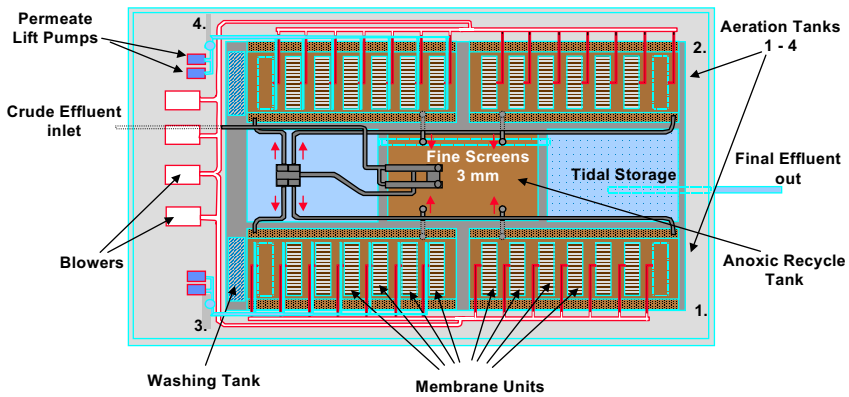 Permeate
Lift Pumps
4.
Aeration Tanks
1 - 4
2.
Crude Effluent
inlet
Fine Screens
3 mm
Tidal Storage
Final Effluent
out
Blowers
Anoxic Recycle
Tank
3.
1.
Washing Tank
Membrane Units